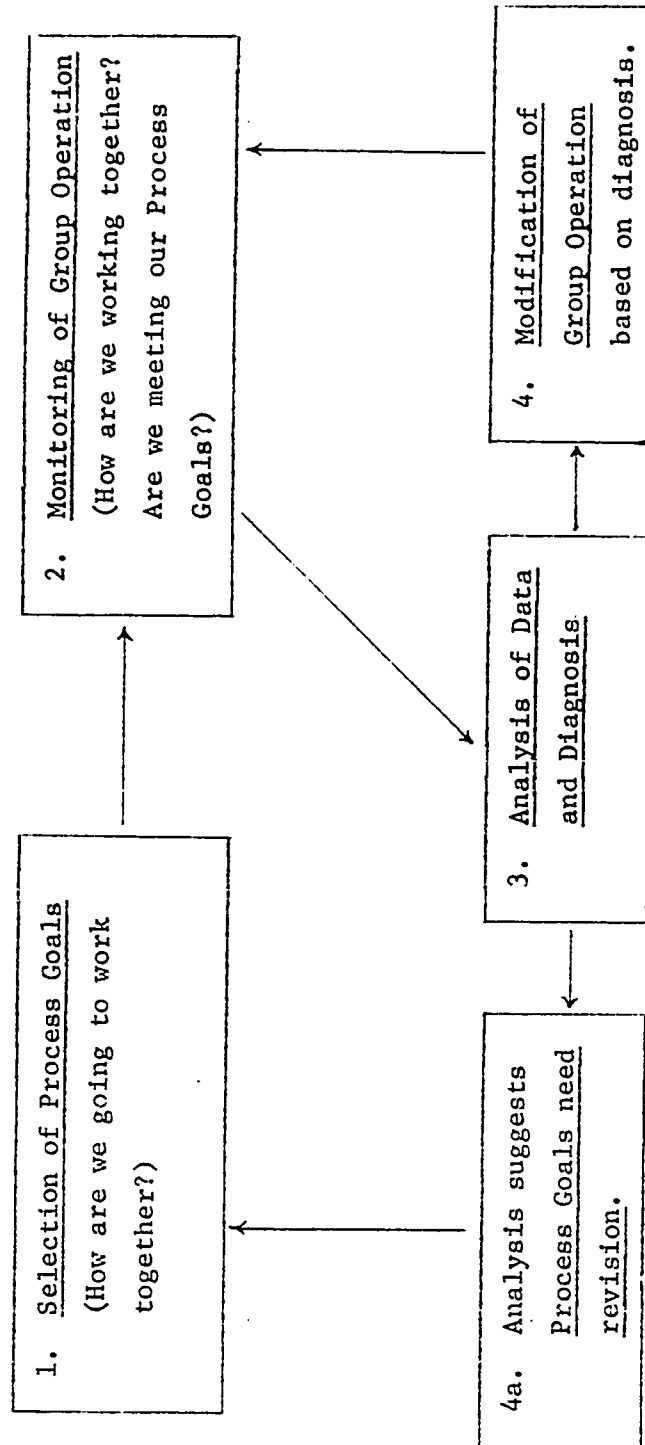 1. Selection of Process Goals
(How are we going to work
together?)
2. Monitoring of Group Operation
(How are we working together?
Are we meeting our Process
Goals?)
3. Analysis of Data
and Diagnosis
4. Modification of
Group Operation
based on diagnosis.
4a. Analysis suggests
Process Goals need
revision.